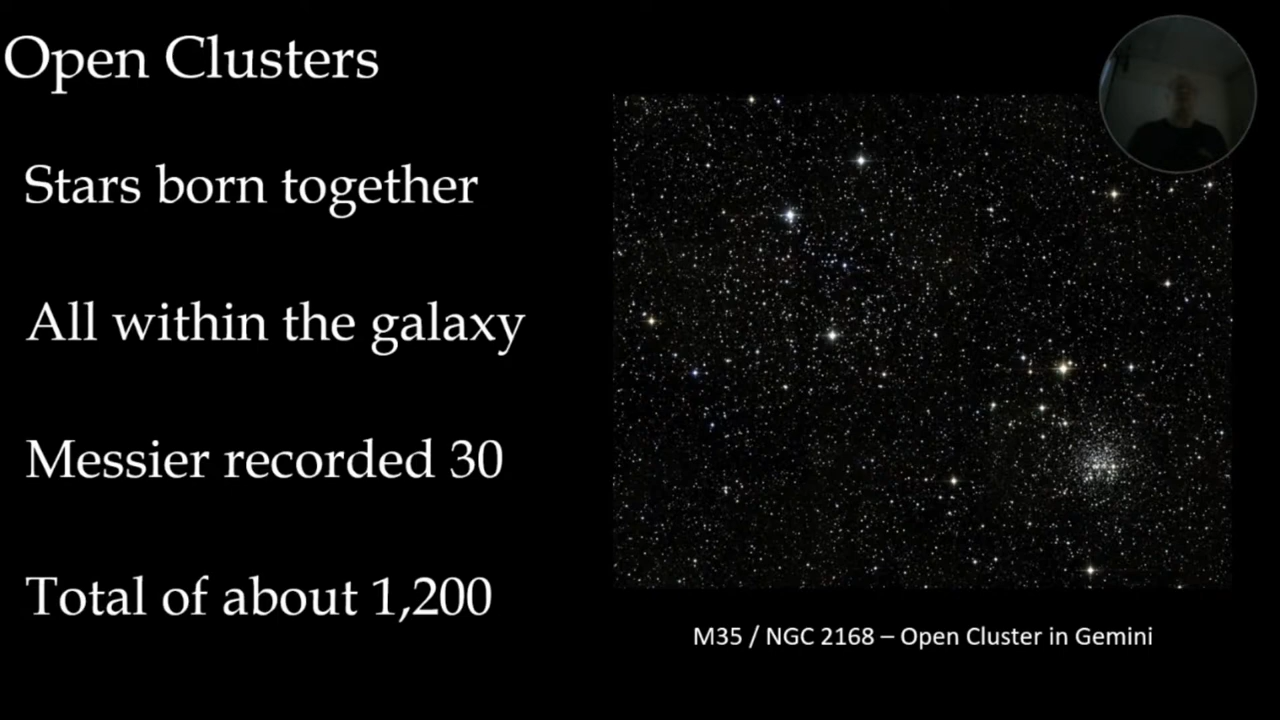 Open Clusters
Stars born together
All within the galaxy
Messier recorded 30
Total of about 1,200
M35 / NGC 2168 – Open Cluster in Gemini